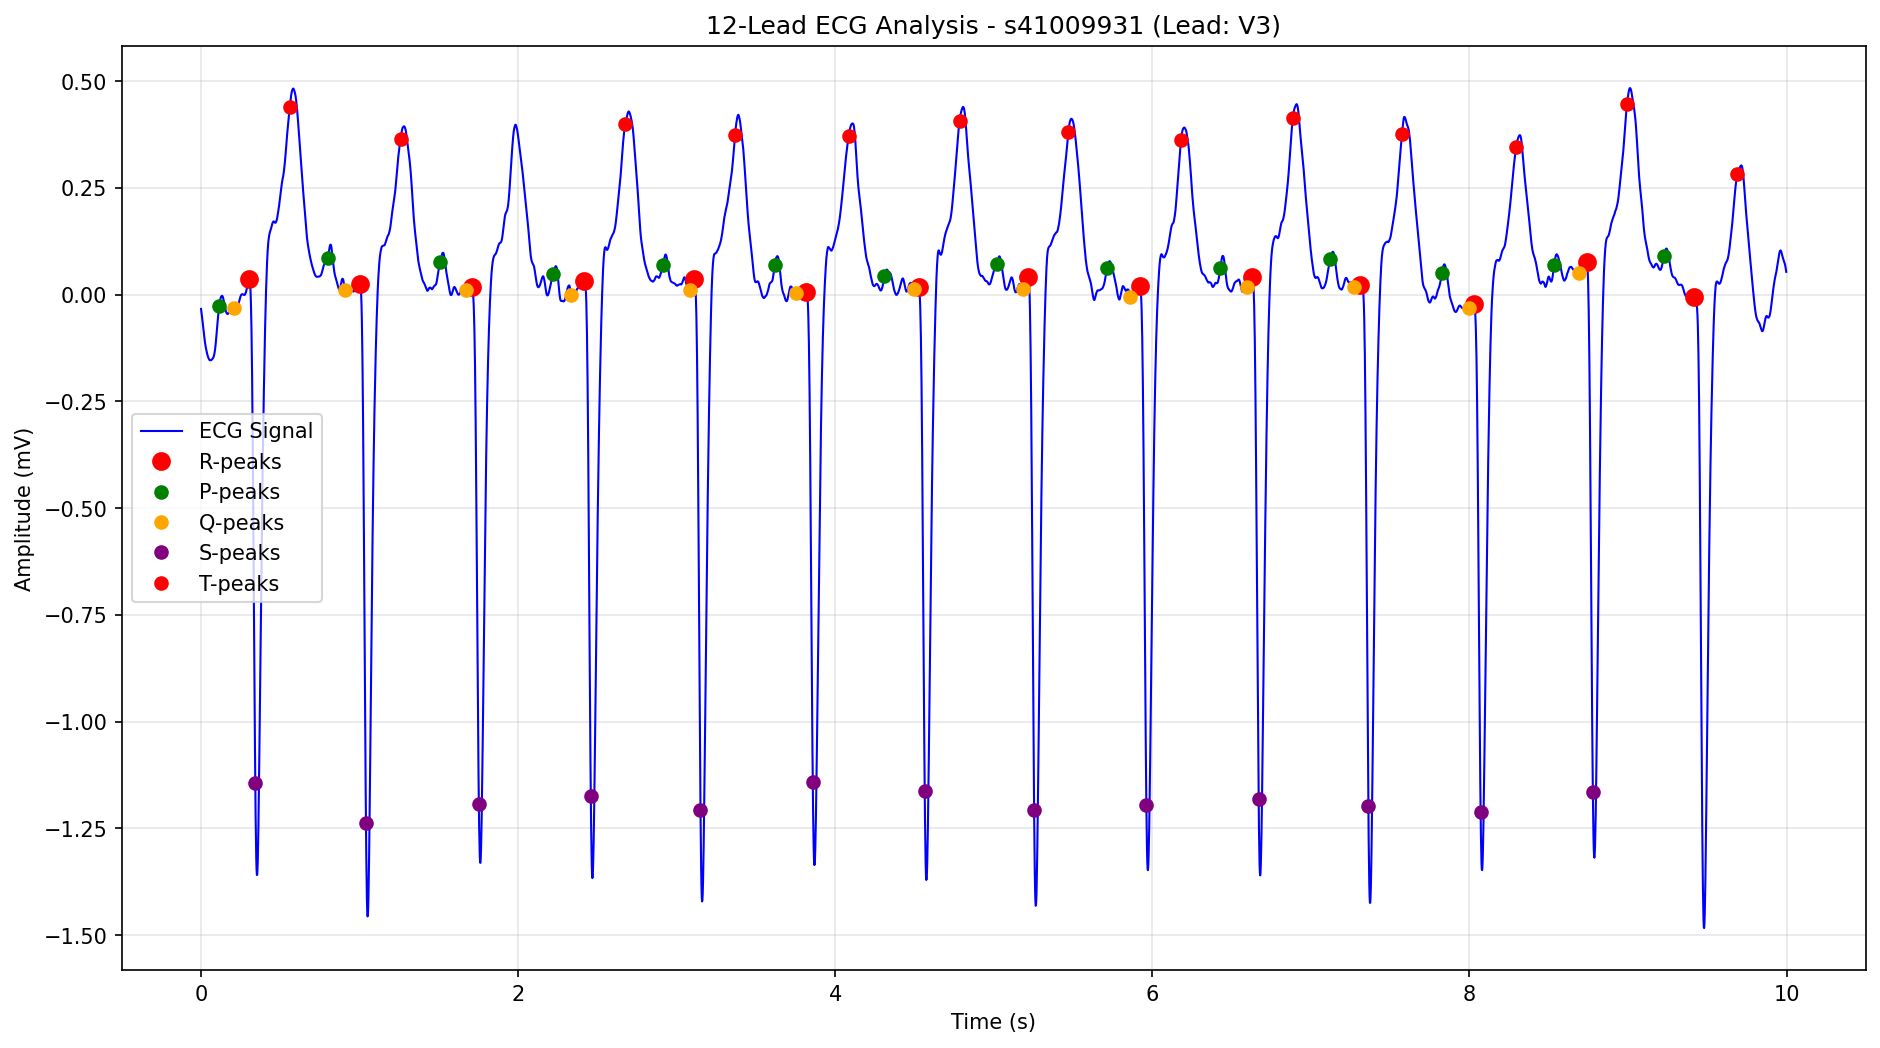 12-Lead ECG Analysis - s41009931 (Lead: V3)
Amplitude (mV)
0.50
0.25
0.00
−0.25
−0.50
−0.75
−1.00
−1.25
−1.50
ECG Signal
R-peaks
P-peaks
Q-peaks
S-peaks
T-peaks
0 2 4 6 8 10
Time (s)